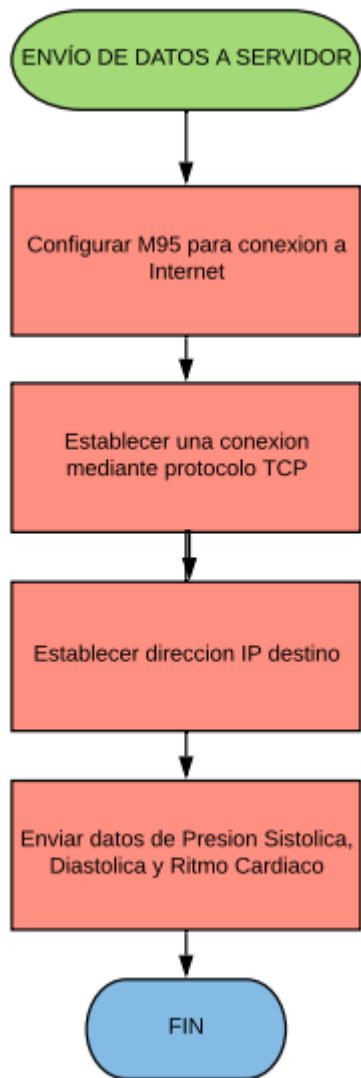 ENVÍO DE DATOS A SERVIDOR
Configurar M95 para conexion a
Internet
Establecer una conexion
mediante protocolo TCP
Establecer direccion IP destino
Enviar datos de Presion Sistolica,
Diastolica y Ritmo Cardiaco
FIN